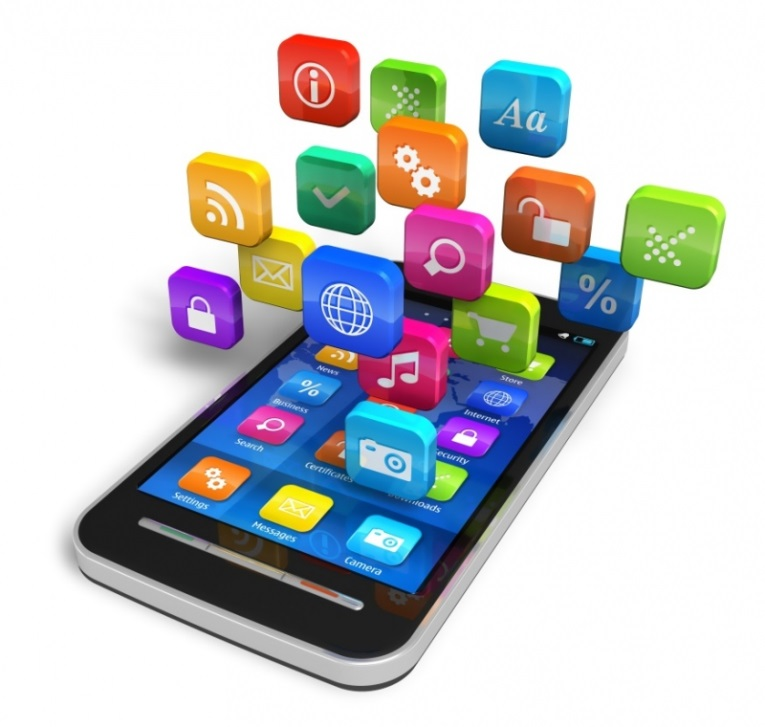 i
Aa
%
News
Store
%
Business
Internet
Search
Certificates
Security
Settings
Messages
Camera
Downloads